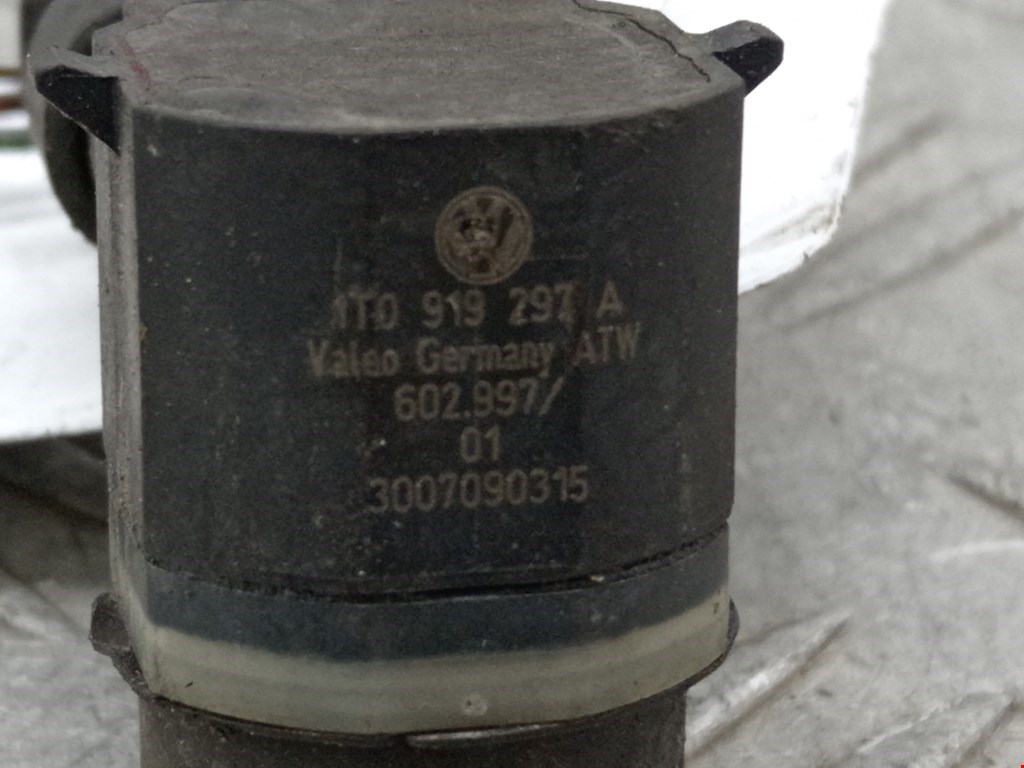 1T0 919 297 A
Valeo Germany ATW
602.997/
01
3007090315